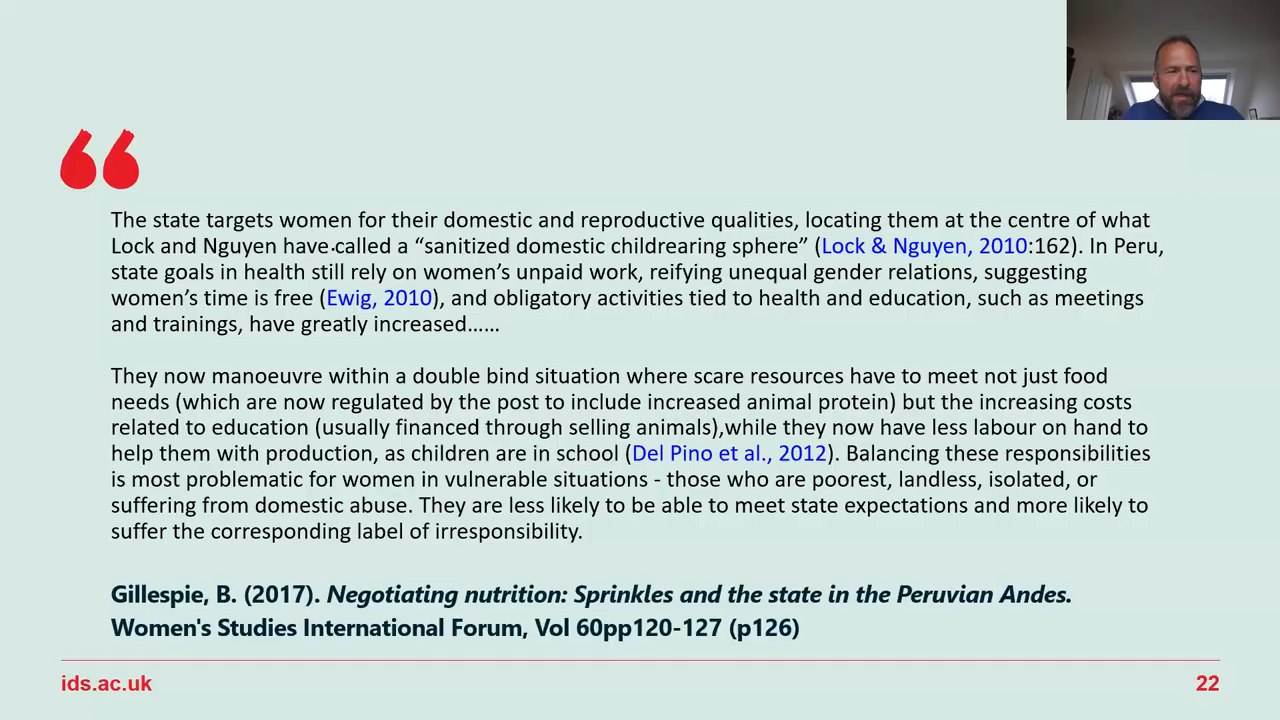 The state targets women for their domestic and reproductive qualities, locating them at the centre of what
Lock and Nguyen have called a “sanitized domestic childrearing sphere” (Lock & Nguyen, 2010:162). In Peru,
state goals in health still rely on women’s unpaid work, reifying unequal gender relations, suggesting
women’s time is free (Ewig, 2010), and obligatory activities tied to health and education, such as meetings
and trainings, have greatly increased……
They now manoeuvre within a double bind situation where scare resources have to meet not just food
needs (which are now regulated by the post to include increased animal protein) but the increasing costs
related to education (usually financed through selling animals),while they now have less labour on hand to
help them with production, as children are in school (Del Pino et al., 2012). Balancing these responsibilities
is most problematic for women in vulnerable situations - those who are poorest, landless, isolated, or
suffering from domestic abuse. They are less likely to be able to meet state expectations and more likely to
suffer the corresponding label of irresponsibility.
Gillespie, B. (2017). Negotiating nutrition: Sprinkles and the state in the Peruvian Andes.
Women's Studies International Forum, Vol 60pp120-127 (p126)
ids.ac.uk
22